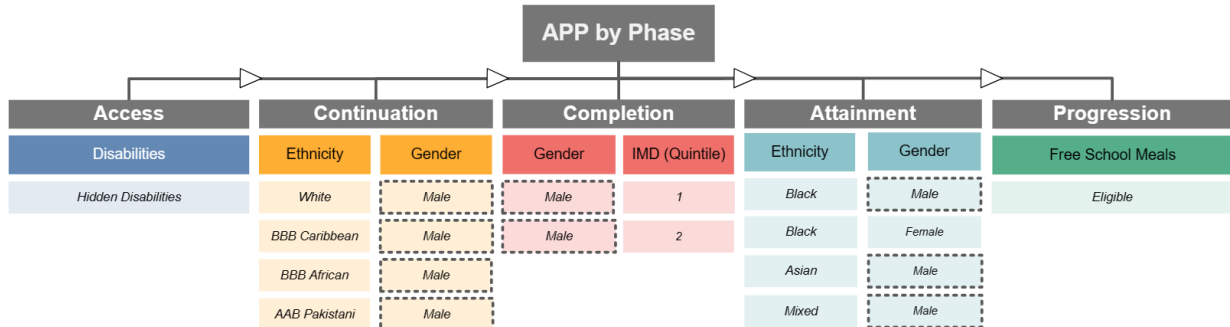 APP by Phase
Access
Continuation
Completion
Attainment
Progression
Disabilities
Ethnicity
Gender
Gender
IMD (Quintile)
Ethnicity
Gender
Free School Meals
Hidden Disabilities
White
Male
Male
1
Black
Male
Eligible
BBB Caribbean
Male
Male
2
Black
Female
BBB African
Male
Asian
Male
AAB Pakistani
Male
Mixed
Male